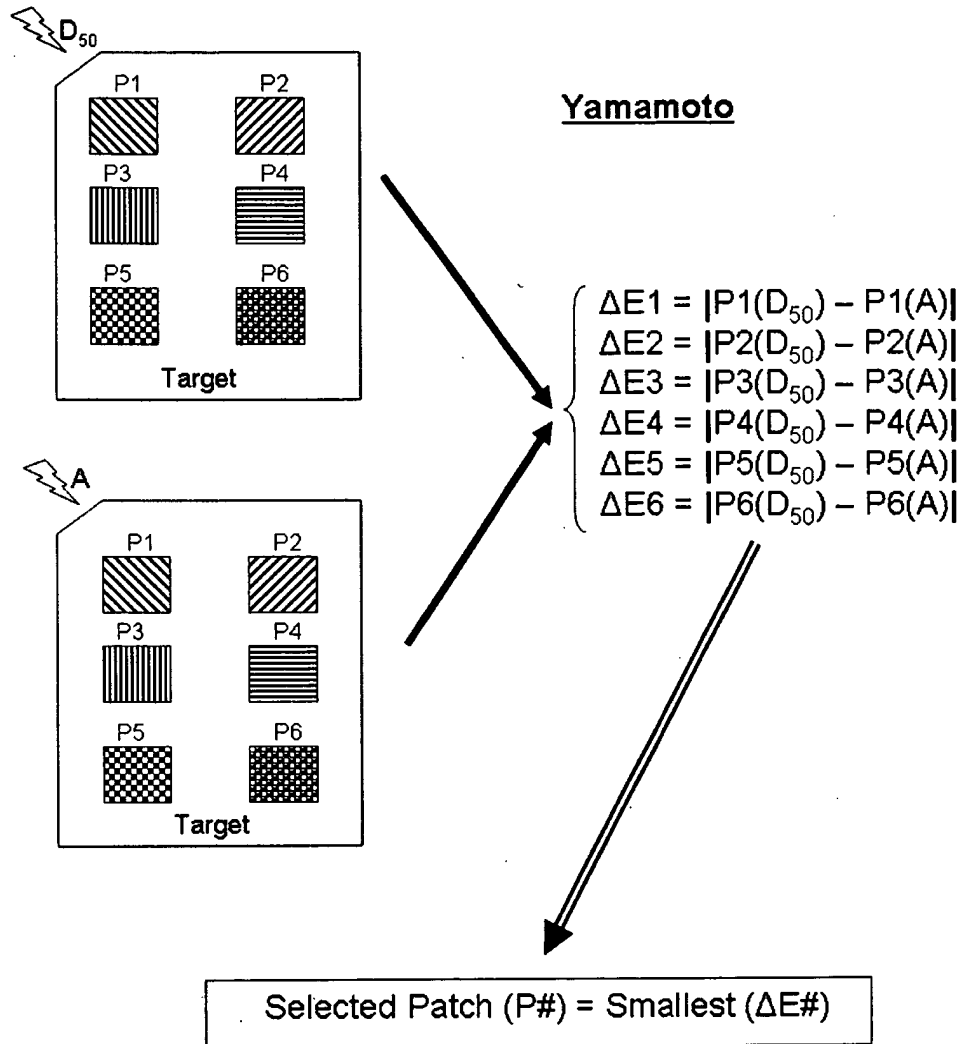 D₅₀
P1 P2
P3 P4
P5 P6
Target
Yamamoto
ΔE1 = |P1(D₅₀) – P1(A)|
ΔE2 = |P2(D₅₀) – P2(A)|
ΔE3 = |P3(D₅₀) – P3(A)|
ΔE4 = |P4(D₅₀) – P4(A)|
ΔE5 = |P5(D₅₀) – P5(A)|
ΔE6 = |P6(D₅₀) – P6(A)|
A
P1 P2
P3 P4
P5 P6
Target
Selected Patch (P#) = Smallest (ΔE#)